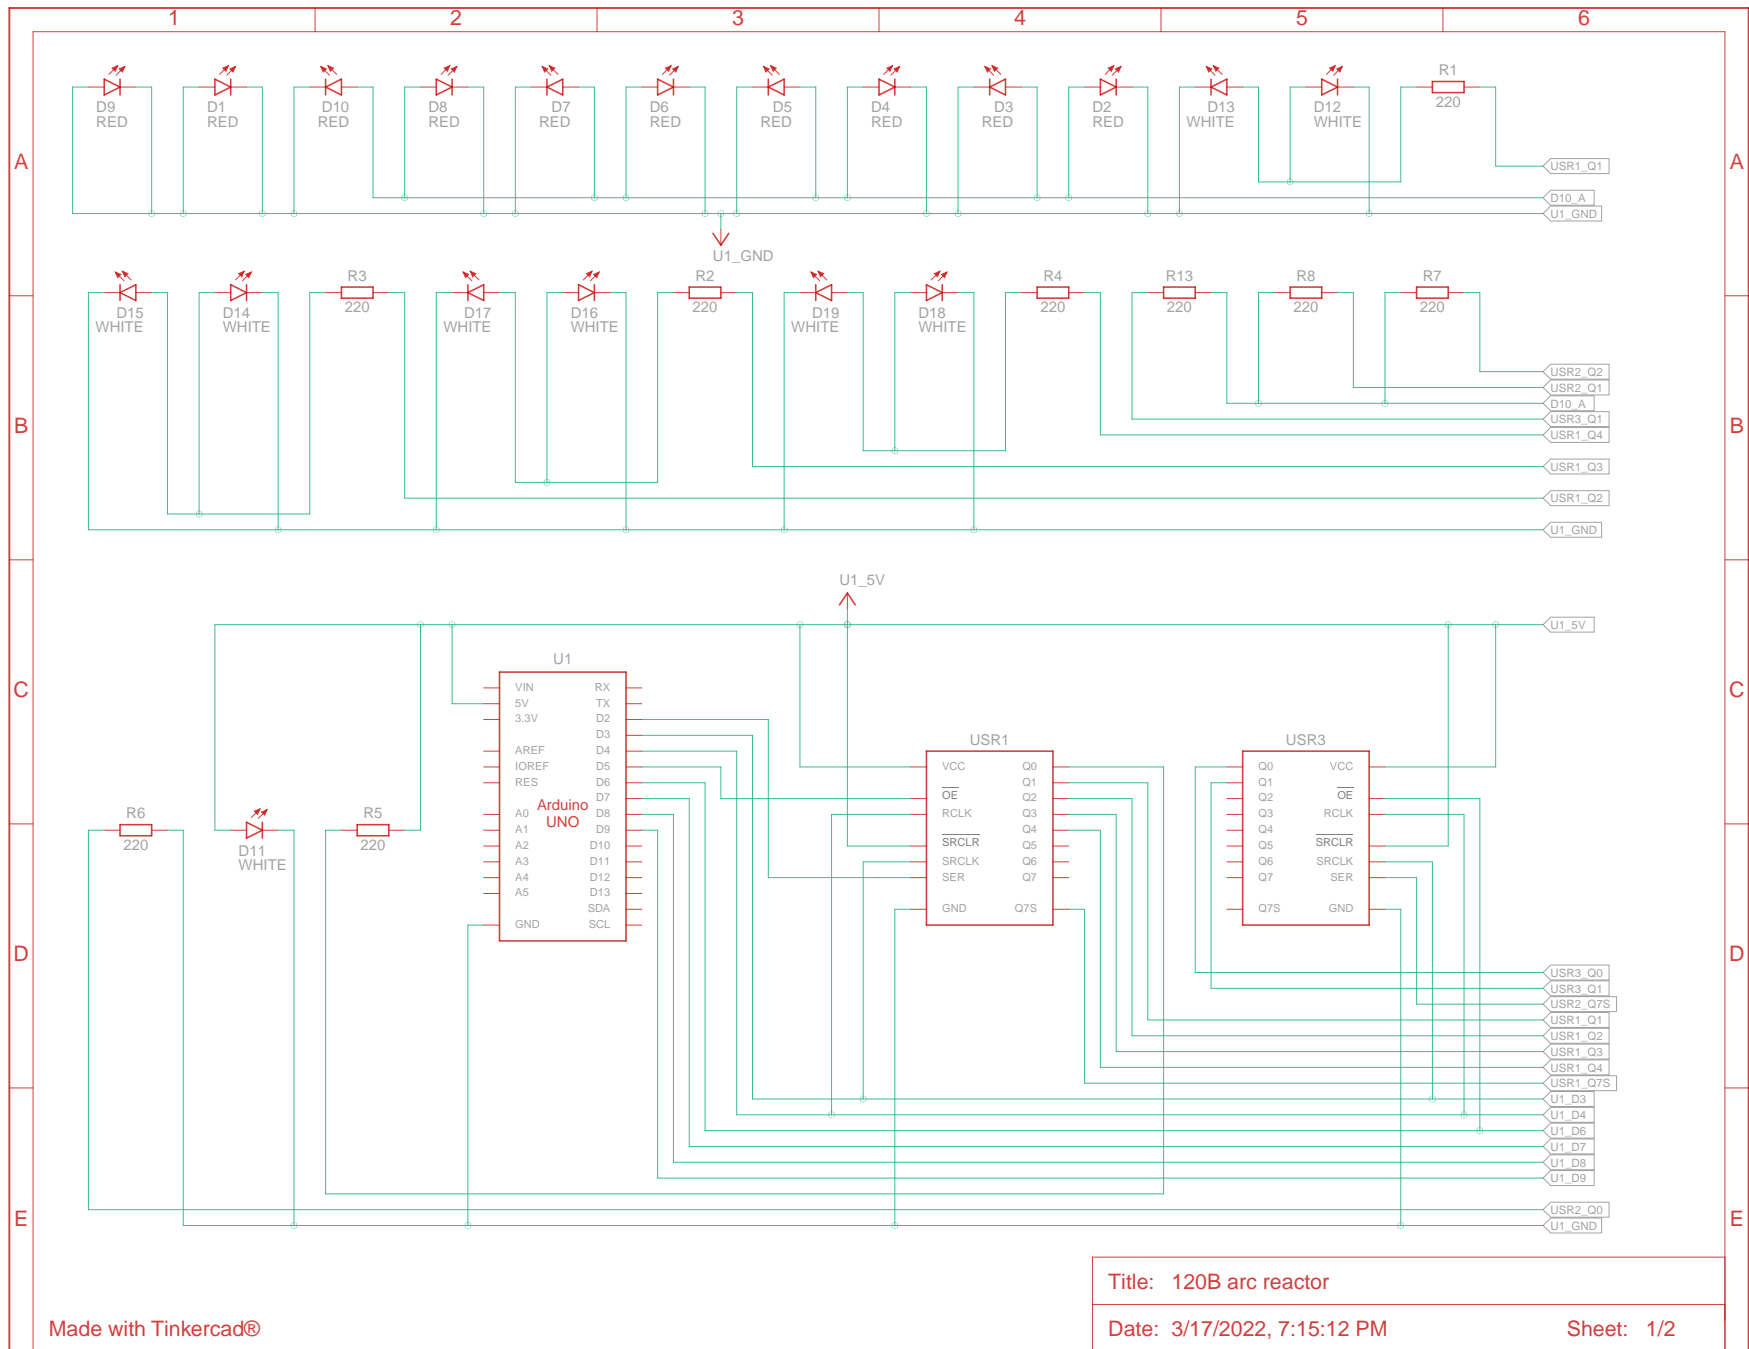 1 2 3 4 5 6
R1
D9 D1 D10 D8 D7 D6 D5 D4 D3 D2 D13 D12 220
RED RED RED RED RED RED RED RED RED RED WHITE WHITE
A A
USR1_Q1
D10_A
U1_GND
U1_GND
R3 R2 R4 R13 R8 R7
220 220 220 220 220 220
D15 D14 D17 D16 D19 D18
WHITE WHITE WHITE WHITE WHITE WHITE
USR2_Q2
USR2_Q1
D10_A
USR3_Q1
B B
USR1_Q4
USR1_Q3
USR1_Q2
U1_GND
U1_5V
U1_5V
C C
U1
VIN RX
5V TX
3.3V D2
D3
AREF D4
IOREF D5
RES D6
D7
A0 D8
A1 D9
A2 D10
A3 D11
A4 D12
A5 D13
SDA
GND SCL
Arduino
UNO
USR1
VCC Q0
Q1
OE Q2
RCLK Q3
Q4
SRCLR Q5
SRCLK Q6
SER Q7
GND Q7S
USR3
Q0 VCC
Q1
Q2 OE
Q3 RCLK
Q4
Q5 SRCLR
Q6 SRCLK
Q7 SER
Q7S GND
R6 R5
220 220
D11
WHITE
D D
USR3_Q0
USR3_Q1
USR2_Q7S
USR1_Q1
USR1_Q2
USR1_Q3
USR1_Q4
USR1_Q7S
U1_D3
U1_D4
U1_D6
U1_D7
U1_D8
U1_D9
E E
USR2_Q0
U1_GND
Title: 120B arc reactor
Made with Tinkercad®
Date: 3/17/2022, 7:15:12 PM Sheet: 1/2